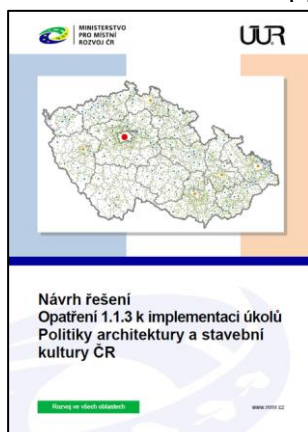 MINISTERSTVO
PRO MÍSTNÍ
ROZVOJ ČR
UUR
Návrh řešení
Opatření 1.1.3 k implementaci úkolů
Politiky architektury a stavební
kultury ČR
Rozvoj ve všech oblastech
www.mmr.cz